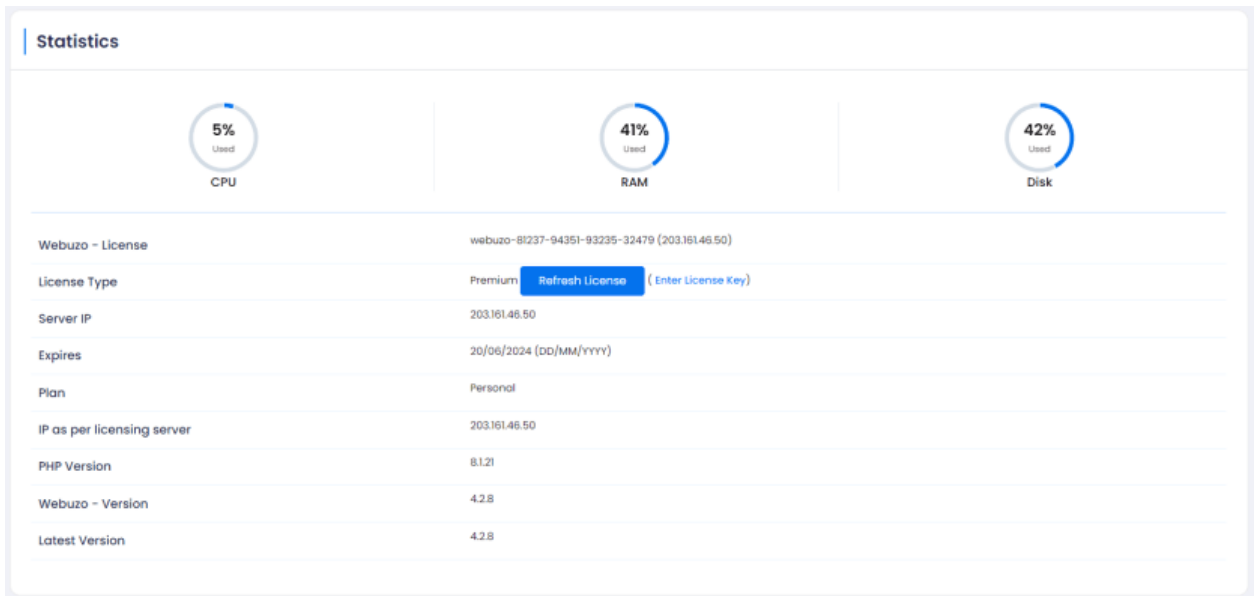 Statistics
5%
Used
CPU
41%
Used
RAM
42%
Used
Disk
Webuzo - License webuzo-81237-94351-93235-32479 (203.161.46.50)
License Type Premium Refresh License ( Enter License Key)
Server IP 203.161.46.50
Expires 20/06/2024 (DD/MM/YYYY)
Plan Personal
IP as per licensing server 203.161.46.50
PHP Version 8.1.21
Webuzo - Version 4.2.8
Latest Version 4.2.8